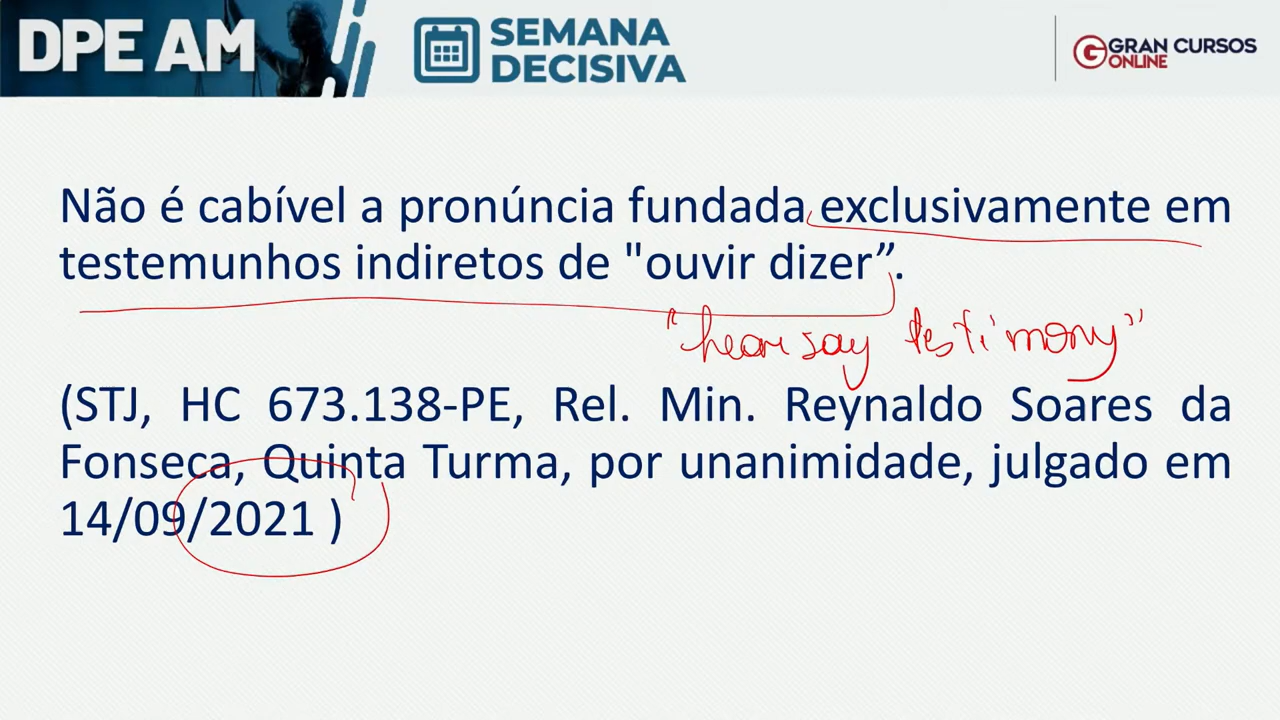 DPE AM
SEMANA
DECISIVA
GRAN CURSOS
ONLINE
Não é cabível a pronúncia fundada exclusivamente em
testemunhos indiretos de "ouvir dizer”.
"hearsay testimony"
(STJ, HC 673.138-PE, Rel. Min. Reynaldo Soares da
Fonseca, Quinta Turma, por unanimidade, julgado em
14/09/2021 )